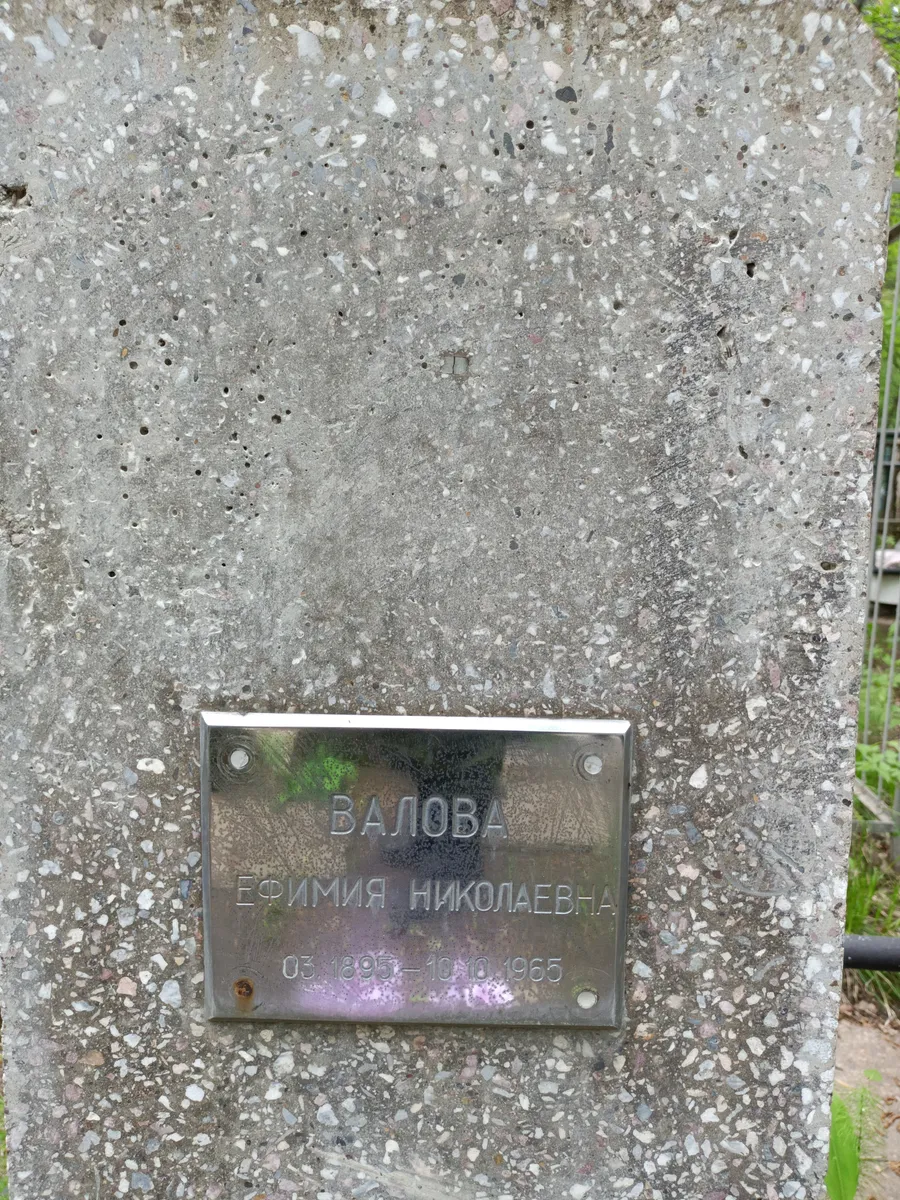 ВАЛОВА
ЕФИМИЯ НИКОЛАЕВНА
03.1895 – 10.10.1965